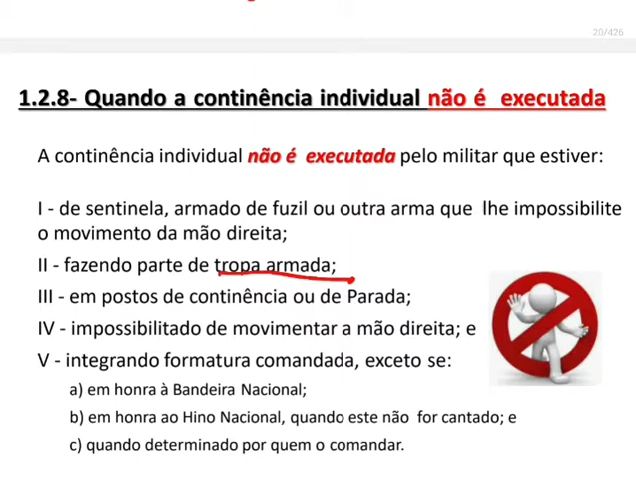 20/426
1.2.8- Quando a continência individual não é executada
A continência individual não é executada pelo militar que estiver:
I - de sentinela, armado de fuzil ou outra arma que lhe impossibilite
o movimento da mão direita;
II - fazendo parte de tropa armada;
III - em postos de continência ou de Parada;
IV - impossibilitado de movimentar a mão direita; e
V - integrando formatura comandada, exceto se:
a) em honra à Bandeira Nacional;
b) em honra ao Hino Nacional, quando este não for cantado; e
c) quando determinado por quem o comandar.